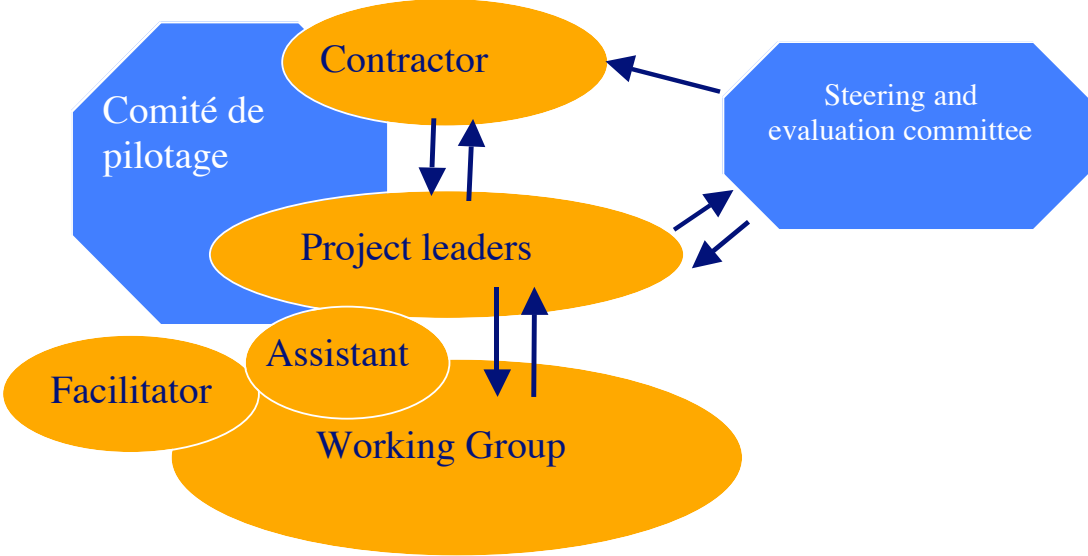 Contractor
Comité de
pilotage
Steering and
evaluation committee
Project leaders
Assistant
Facilitator
Working Group